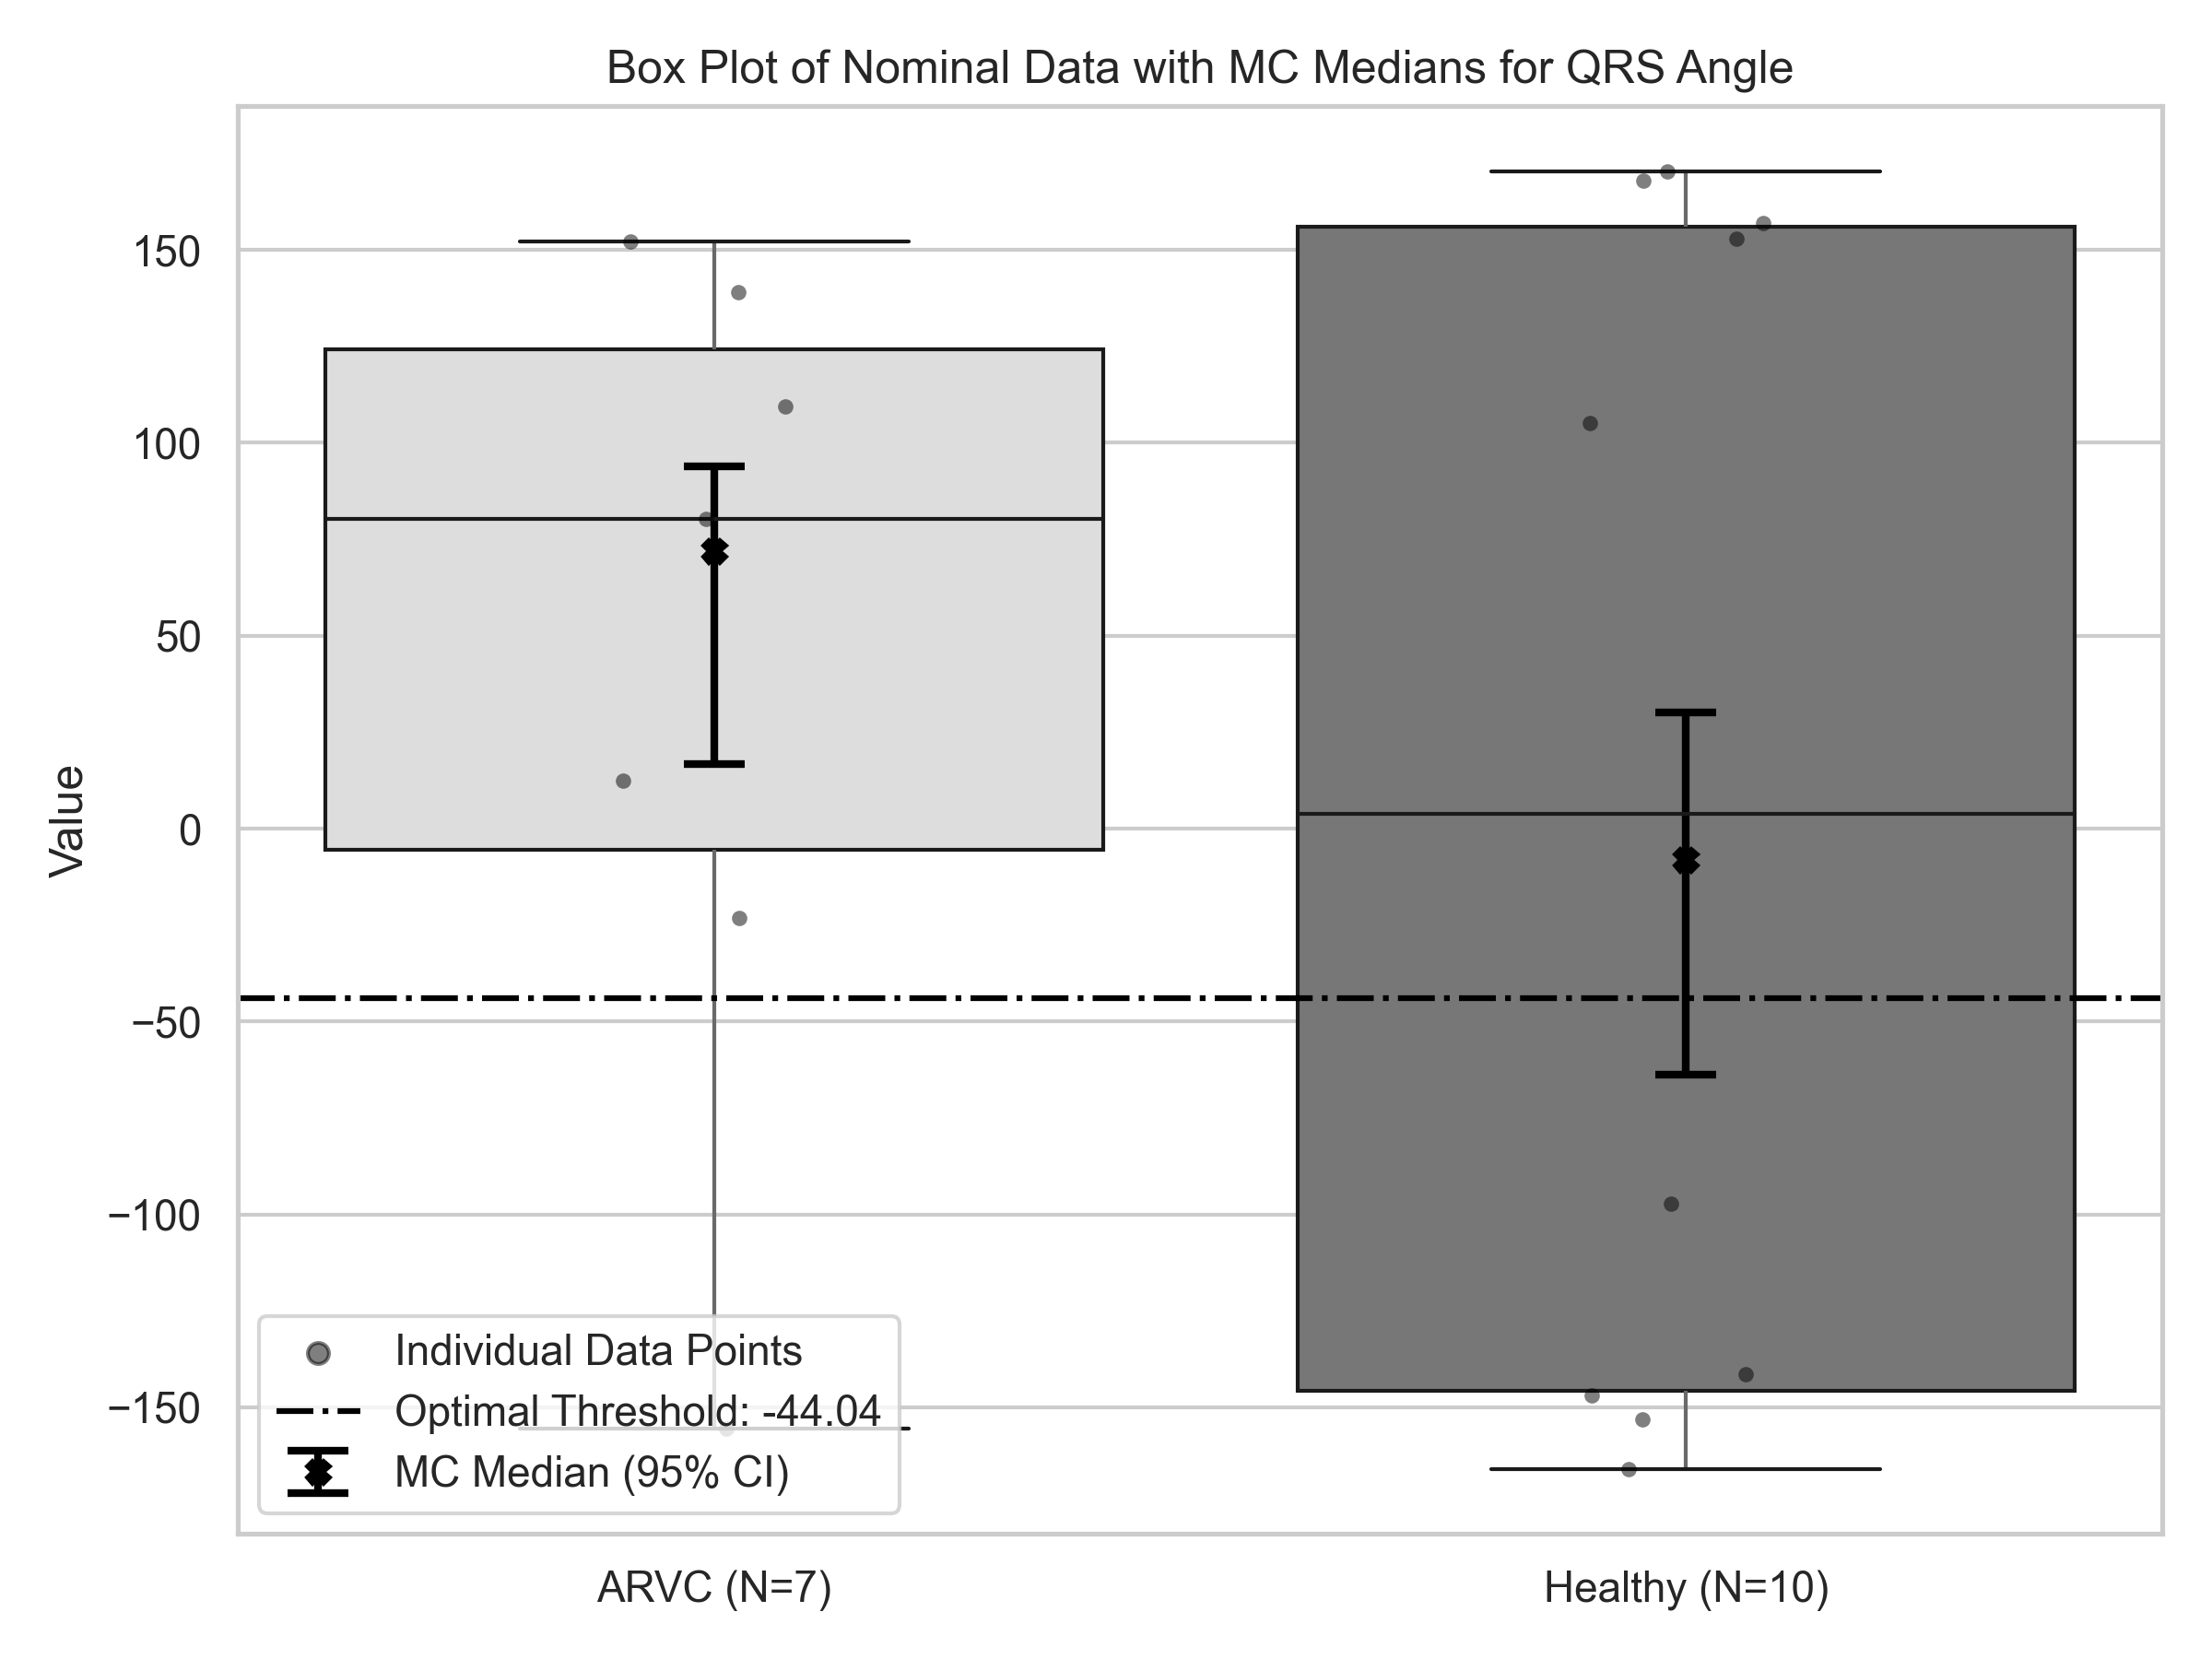 Box Plot of Nominal Data with MC Medians for QRS Angle
Value
150
100
50
0
−50
−100
−150
Individual Data Points
Optimal Threshold: -44.04
MC Median (95% CI)
ARVC (N=7)
Healthy (N=10)